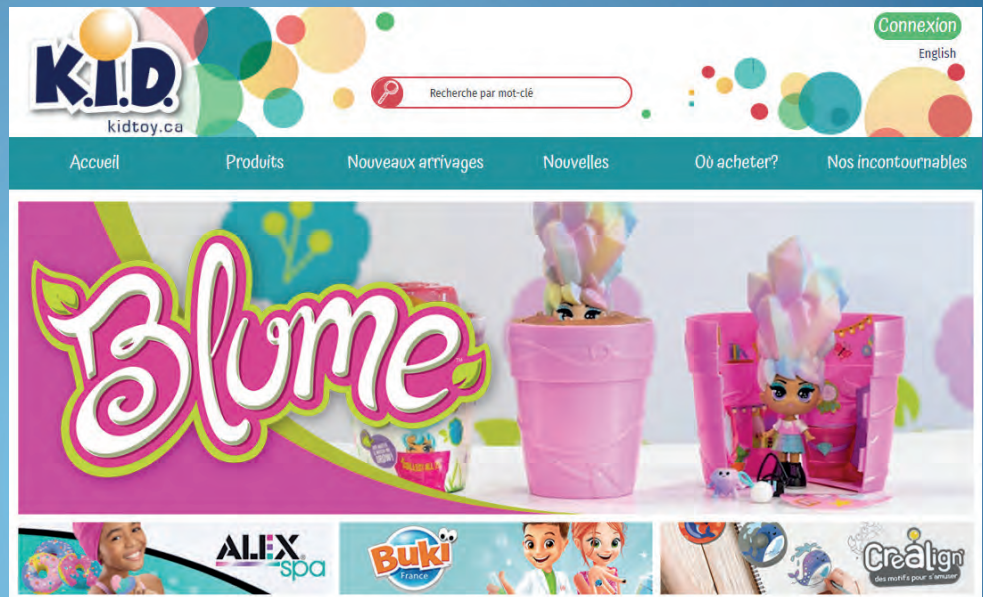 K.I.D.
kidtoy.ca
Connexion
English
Recherche par mot-clé
Accueil Produits Nouveaux arrivages Nouvelles Où acheter? Nos incontournables
Blume™
ALEX spa
Buki
France
Crealign'
des motifs pour s'amuser